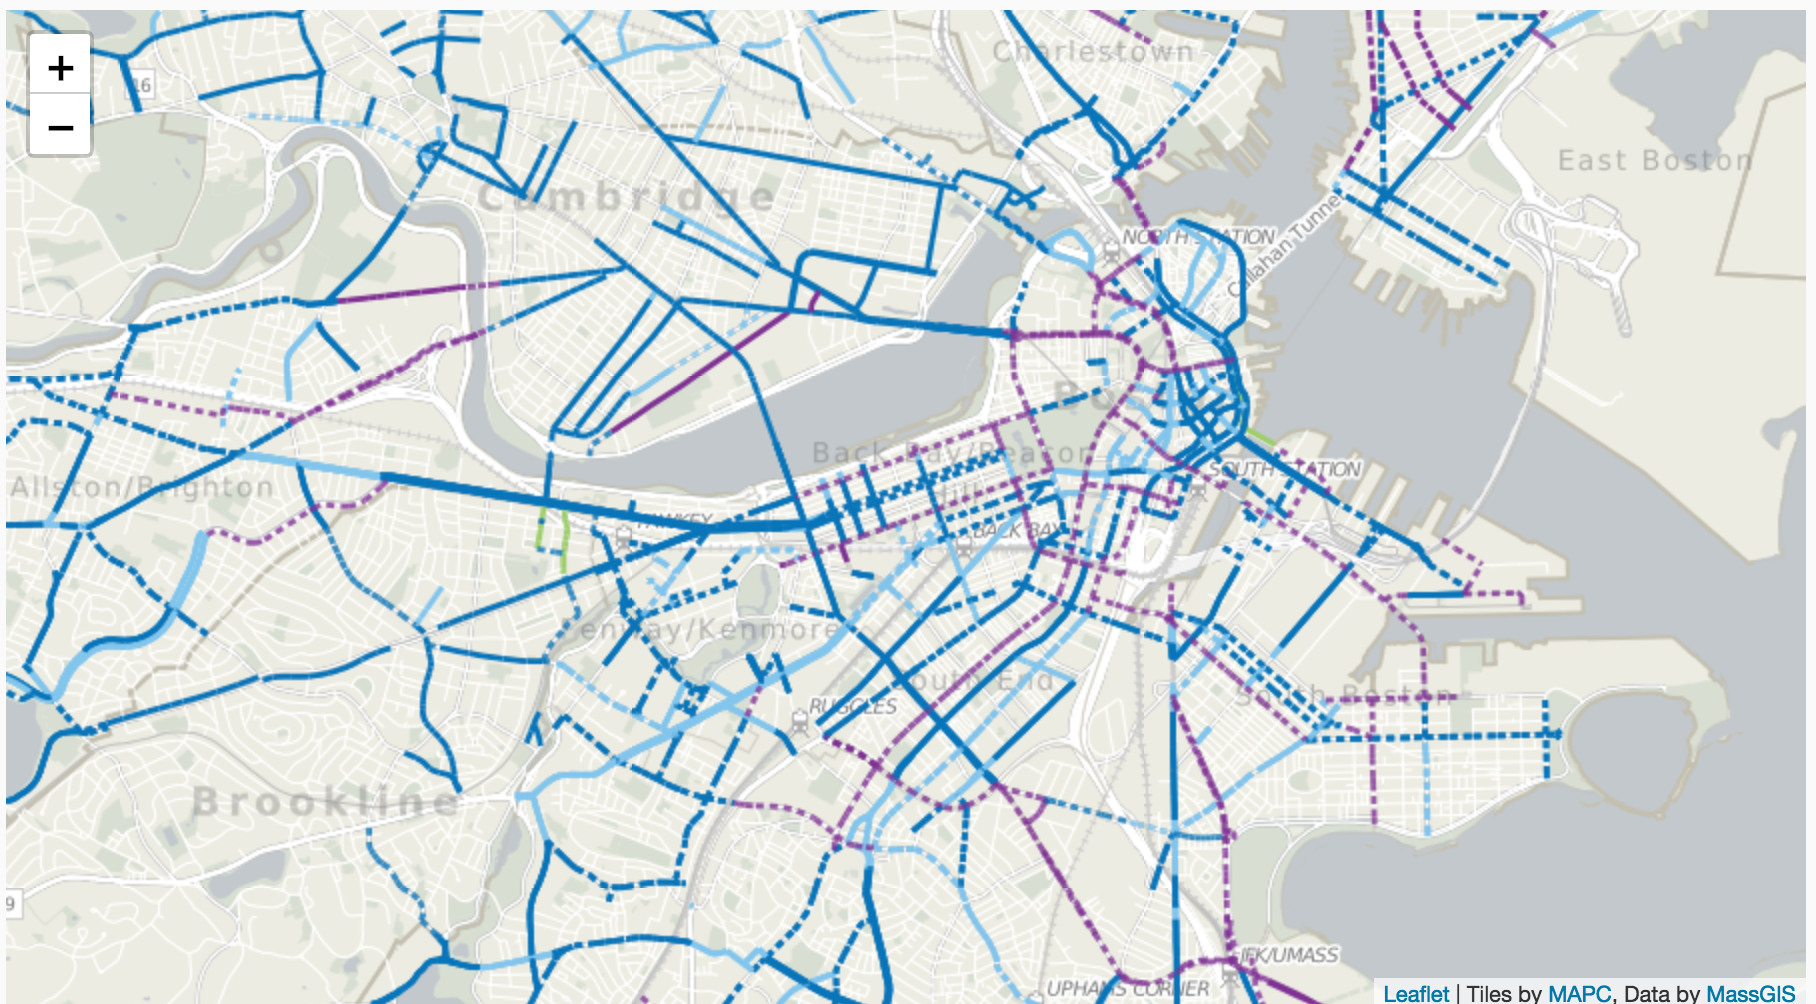 Charlestown
+
16
−
East Boston
Cambridge
NORTH STATION
Callahan Tunnel
Back Bay/Beacon
Hill
SOUTH STATION
Allston/Brighton
YAWKEY
BACK BAY
Fenway/Kenmore
South End
South Boston
RUGGLES
Brookline
9
JFK/UMASS
UPHAMS CORNER
Leaflet | Tiles by MAPC, Data by MassGIS